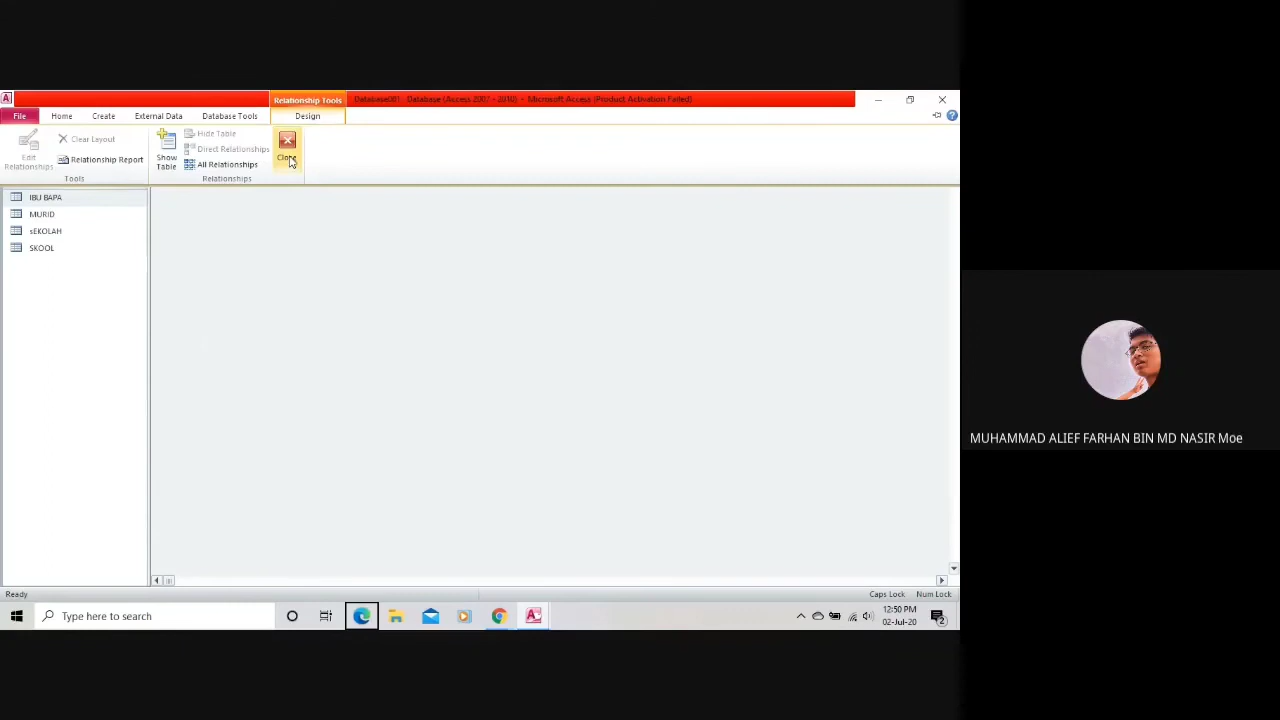 Relationship Tools
Database001 : Database (Access 2007 - 2010) - Microsoft Access (Product Activation Failed)
File Home Create External Data Database Tools Design
Edit Relationships
Clear Layout
Relationship Report
Tools
Show Table
Hide Table
Direct Relationships
All Relationships
Relationships
Close
IBU BAPA
MURID
sEKOLAH
SKOOL
Ready
Caps Lock Num Lock
Type here to search
12:50 PM
02-Jul-20
2
MUHAMMAD ALIEF FARHAN BIN MD NASIR Moe